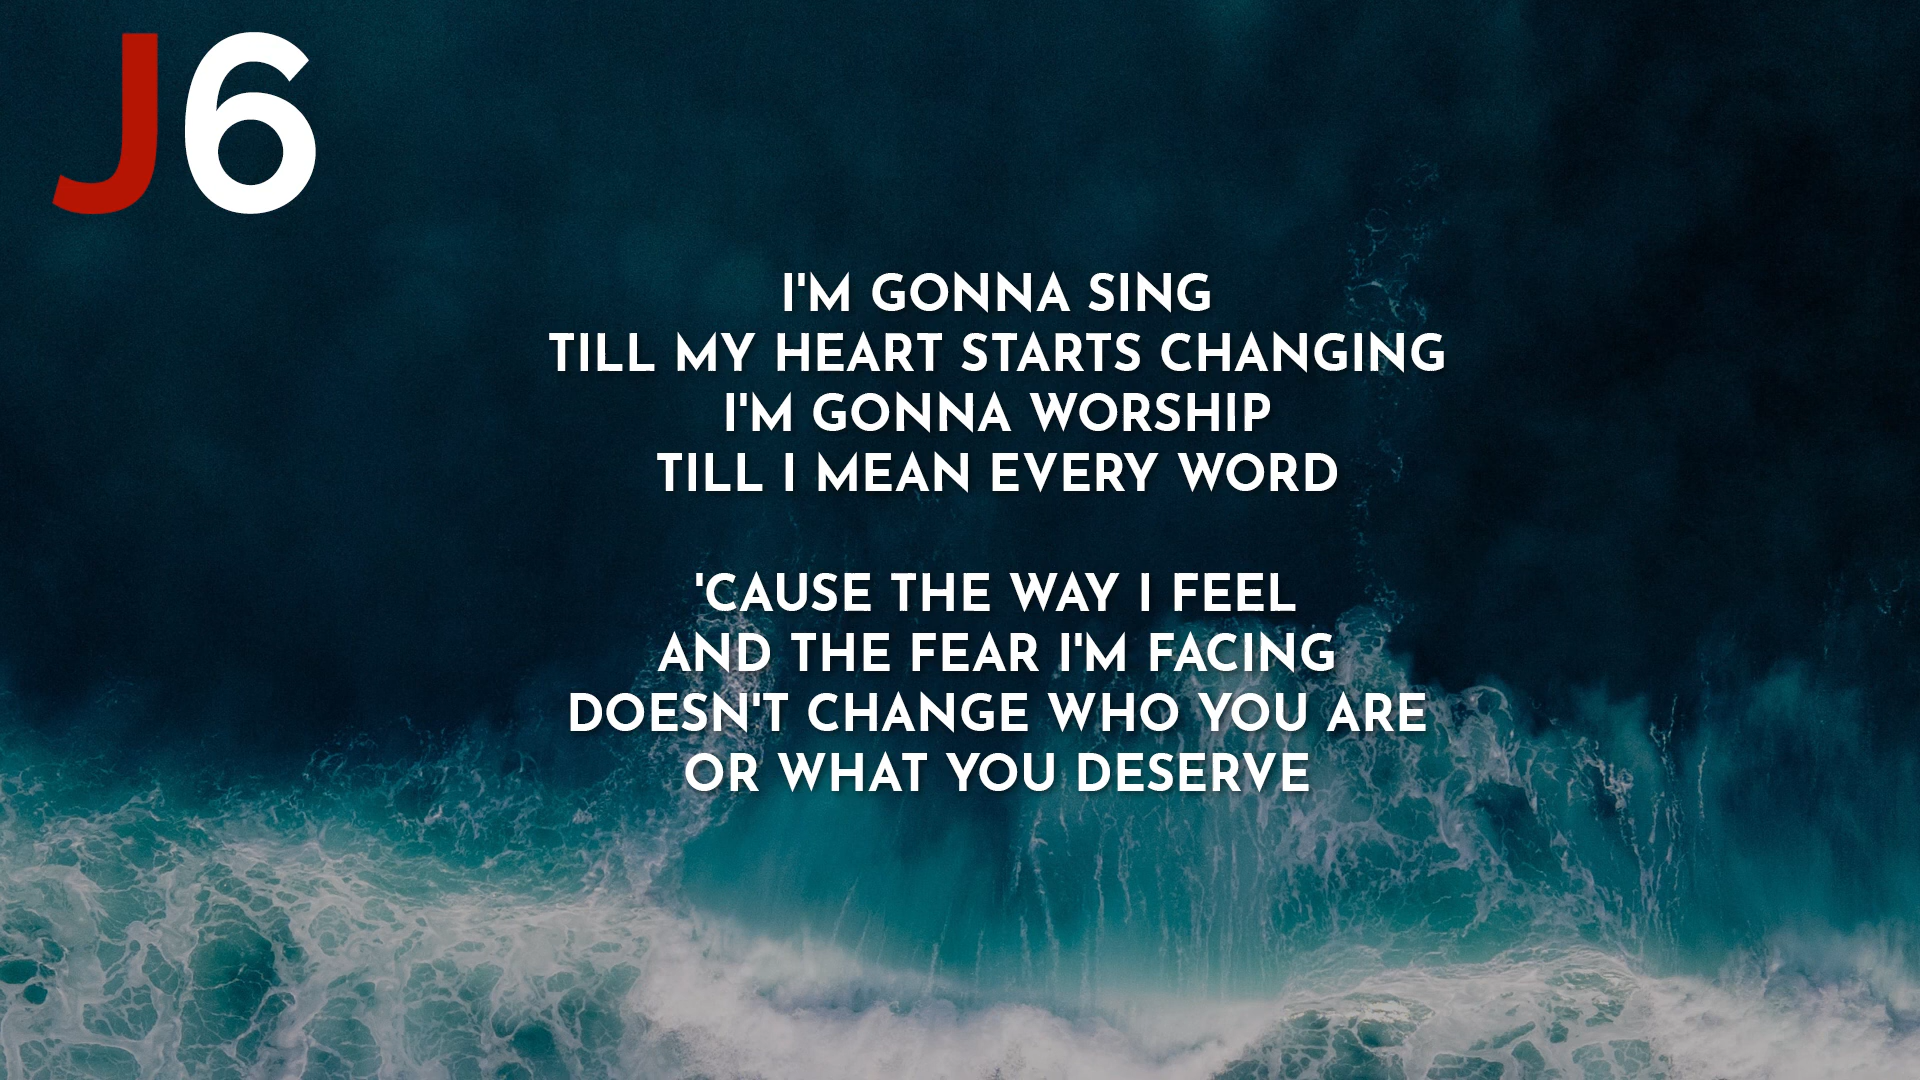 J6
I'M GONNA SING
TILL MY HEART STARTS CHANGING
I'M GONNA WORSHIP
TILL I MEAN EVERY WORD
'CAUSE THE WAY I FEEL
AND THE FEAR I'M FACING
DOESN'T CHANGE WHO YOU ARE
OR WHAT YOU DESERVE